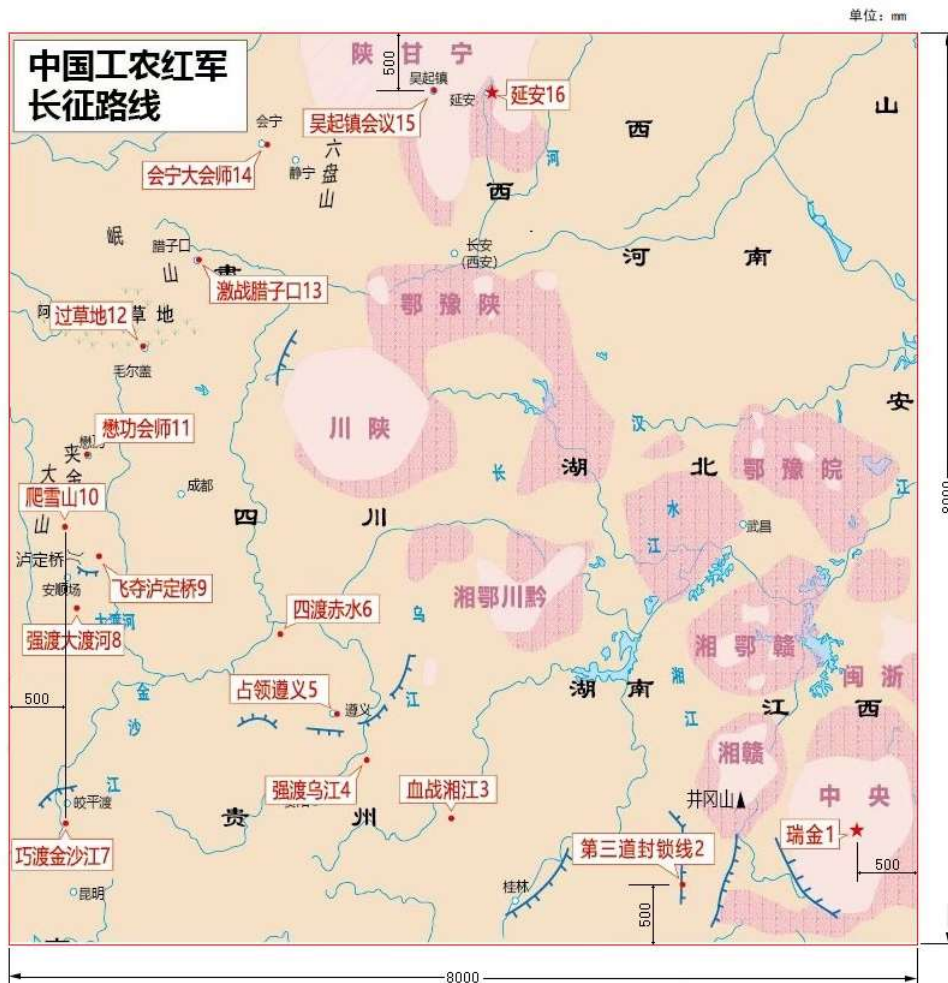 单位：mm
中国工农红军
长征路线
陕甘宁
500
吴起镇
延安
延安16
吴起镇会议15
山
西
会宁
会宁大会师14
静宁
六盘山
河
西
岷
山
腊子口
激战腊子口13
长安
(西安)
河南
鄂豫陕
过草地12
草地
毛尔盖
川陕
安
懋功会师11
夹金
大
山
汉
水
长
江
湖北
鄂豫皖
江
爬雪山10
成都
四川
武昌
8000
泸定桥
安顺场
飞夺泸定桥9
湘鄂川黔
乌
江
强渡大渡河8
四渡赤水6
湘鄂赣
闽浙
500
占领遵义5
遵义
湖南
湘
江
江西
金
沙
江
湘赣
强渡乌江4
血战湘江3
井冈山
中央
皎平渡
贵州
巧渡金沙江7
第三道封锁线2
瑞金1
500
昆明
桂林
500
8000